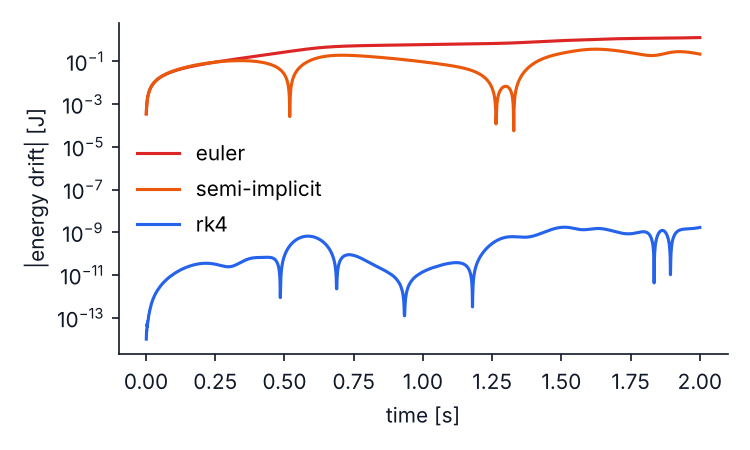 |energy drift| [J]
10⁻¹
10⁻³
10⁻⁵
10⁻⁷
10⁻⁹
10⁻¹¹
10⁻¹³
euler
semi-implicit
rk4
0.00 0.25 0.50 0.75 1.00 1.25 1.50 1.75 2.00
time [s]